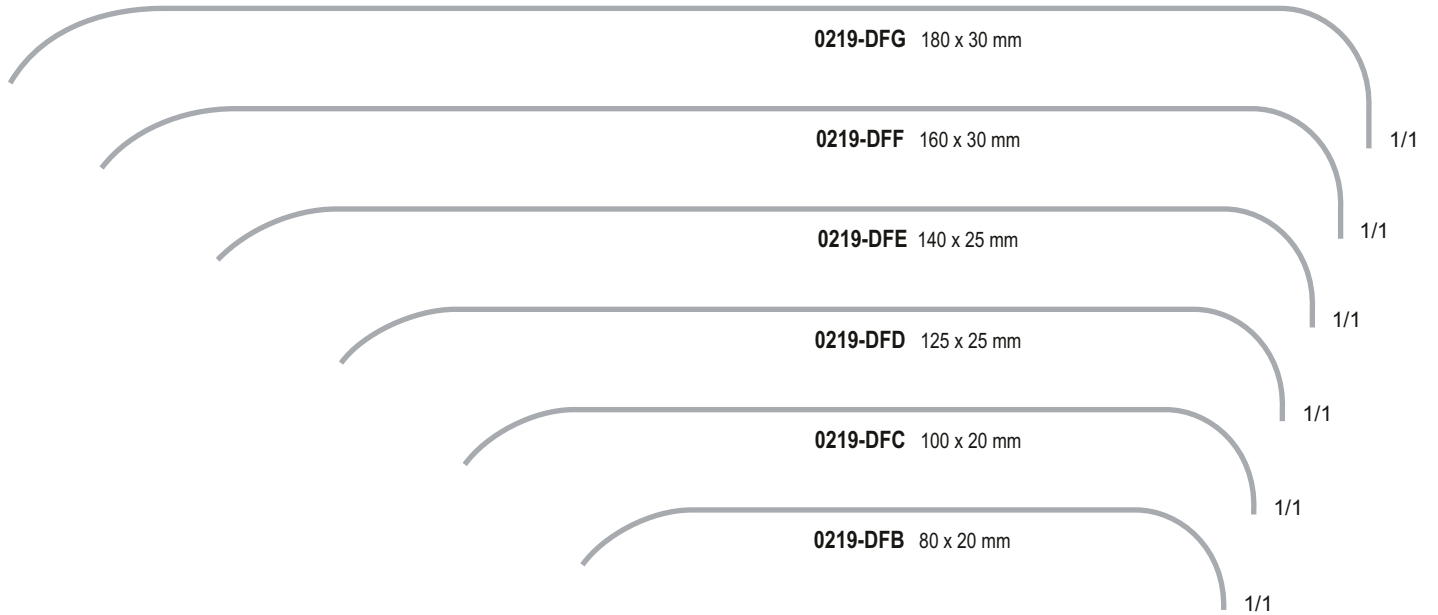 0219-DFG 180 x 30 mm
1/1
0219-DFF 160 x 30 mm
1/1
0219-DFE 140 x 25 mm
1/1
0219-DFD 125 x 25 mm
1/1
0219-DFC 100 x 20 mm
1/1
0219-DFB 80 x 20 mm
1/1